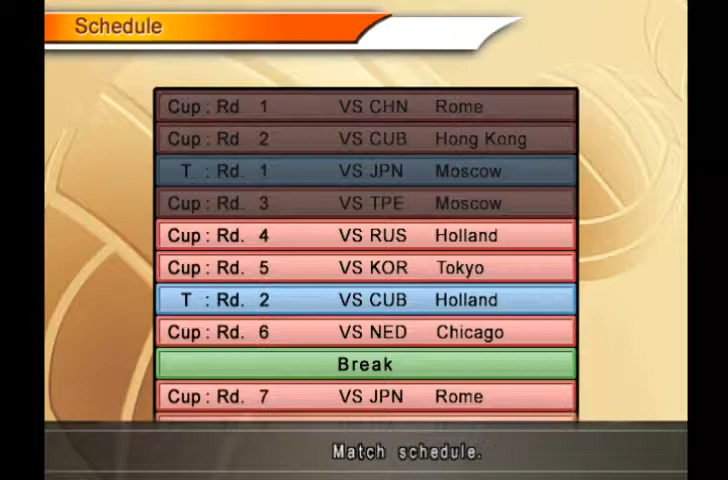 Schedule
Cup : Rd 1 VS CHN Rome
Cup : Rd 2 VS CUB Hong Kong
T : Rd. 1 VS JPN Moscow
Cup : Rd. 3 VS TPE Moscow
Cup : Rd. 4 VS RUS Holland
Cup : Rd. 5 VS KOR Tokyo
T : Rd. 2 VS CUB Holland
Cup : Rd. 6 VS NED Chicago
Break
Cup : Rd. 7 VS JPN Rome
Match schedule.